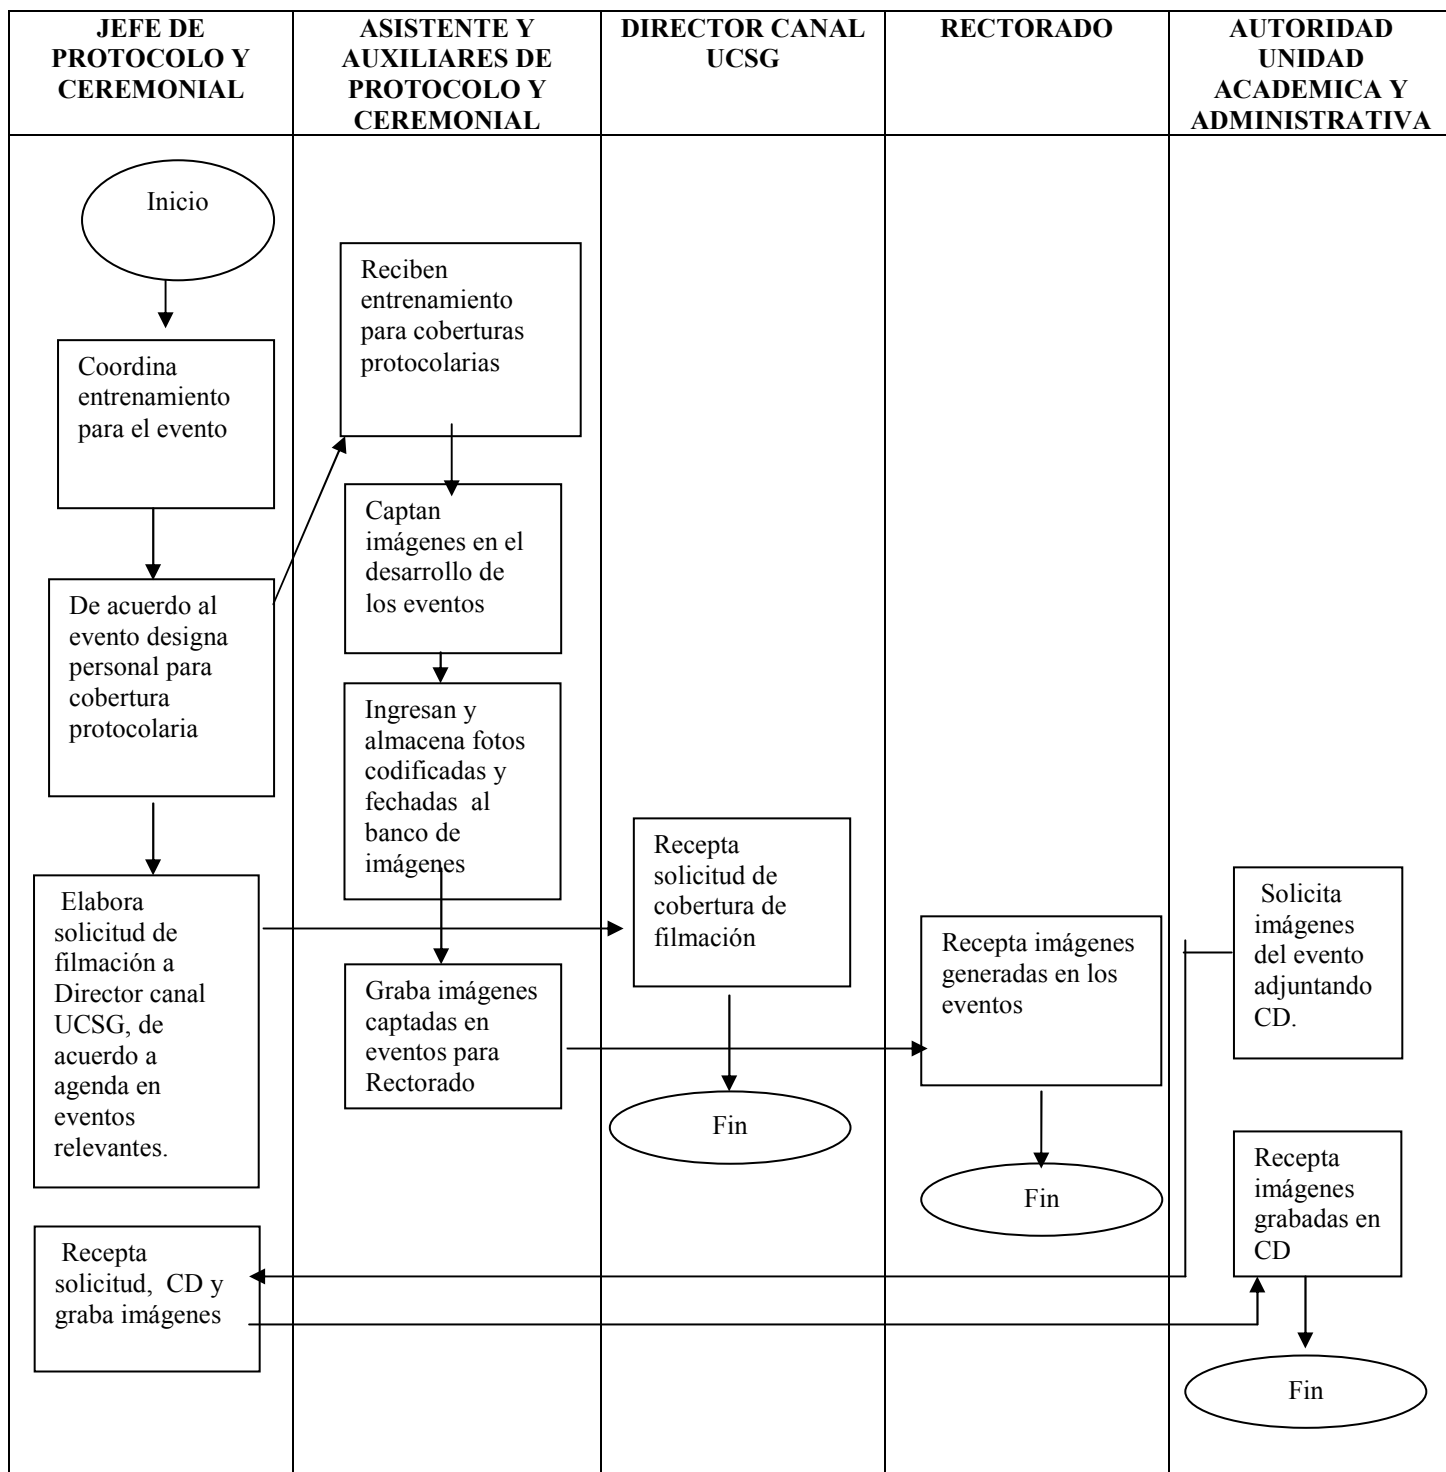 JEFE DE
PROTOCOLO Y
CEREMONIAL
ASISTENTE Y
AUXILIARES DE
PROTOCOLO Y
CEREMONIAL
DIRECTOR CANAL
UCSG
RECTORADO
AUTORIDAD
UNIDAD
ACADEMICA Y
ADMINISTRATIVA
Inicio
Coordina
entrenamiento
para el evento
De acuerdo al
evento designa
personal para
cobertura
protocolaria
Elabora
solicitud de
filmación a
Director canal
UCSG, de
acuerdo a
agenda en
eventos
relevantes.
Recepta
solicitud, CD y
graba imágenes
Reciben
entrenamiento
para coberturas
protocolarias
Captan
imágenes en el
desarrollo de
los eventos
Ingresan y
almacena fotos
codificadas y
fechadas al
banco de
imágenes
Graba imágenes
captadas en
eventos para
Rectorado
Recepta
solicitud de
cobertura de
filmación
Fin
Recepta imágenes
generadas en los
eventos
Fin
Solicita
imágenes
del evento
adjuntando
CD.
Recepta
imágenes
grabadas en
CD
Fin